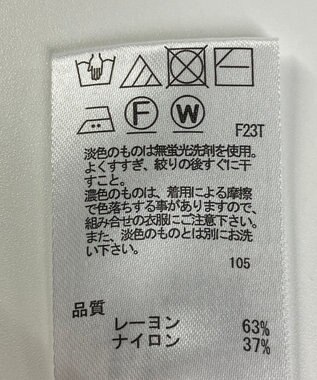 F W
F23T
淡色のものは無蛍光洗剤を使用。
よくすすぎ、絞りの後すぐに干
すこと。
濃色のものは、着用による摩擦
で色落ちする事がありますので、
組み合せの衣服にご注意下さい。
また、淡色のものとは別にお洗
い下さい。
105
品質
レーヨン 63%
ナイロン 37%